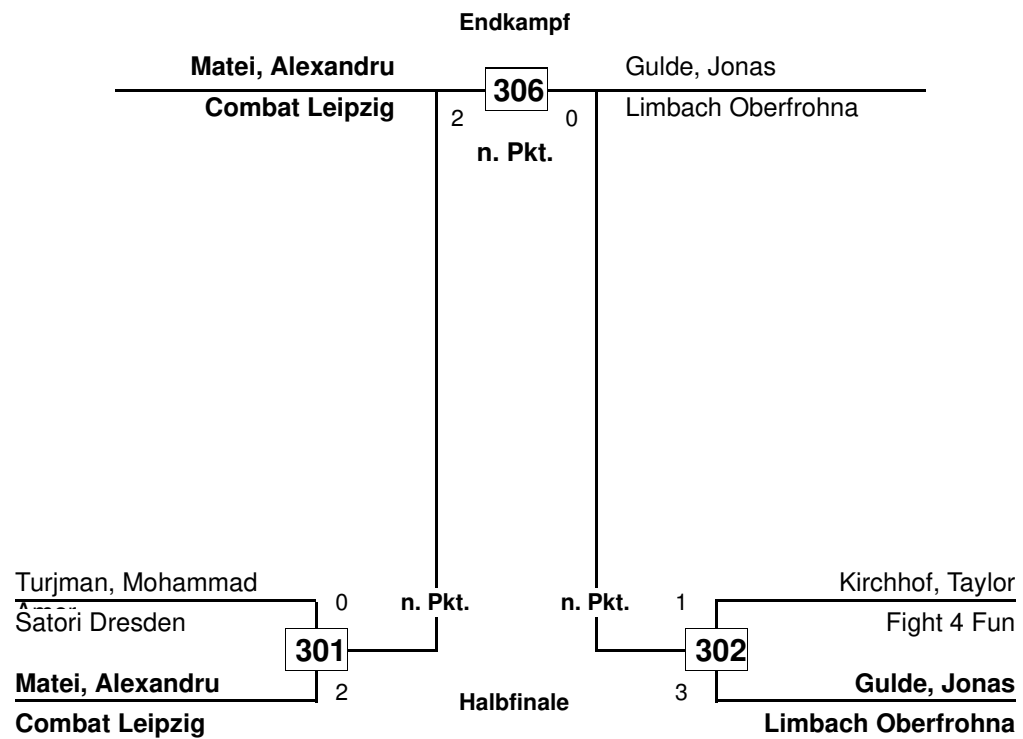 Endkampf
Matei, Alexandru
306
Gulde, Jonas
Combat Leipzig
2
0
Limbach Oberfrohna
n. Pkt.
Turjman, Mohammad
0
n. Pkt.
n. Pkt.
1
Kirchhof, Taylor
Satori Dresden
Fight 4 Fun
301
302
Matei, Alexandru
2
Halbfinale
3
Gulde, Jonas
Combat Leipzig
Limbach Oberfrohna